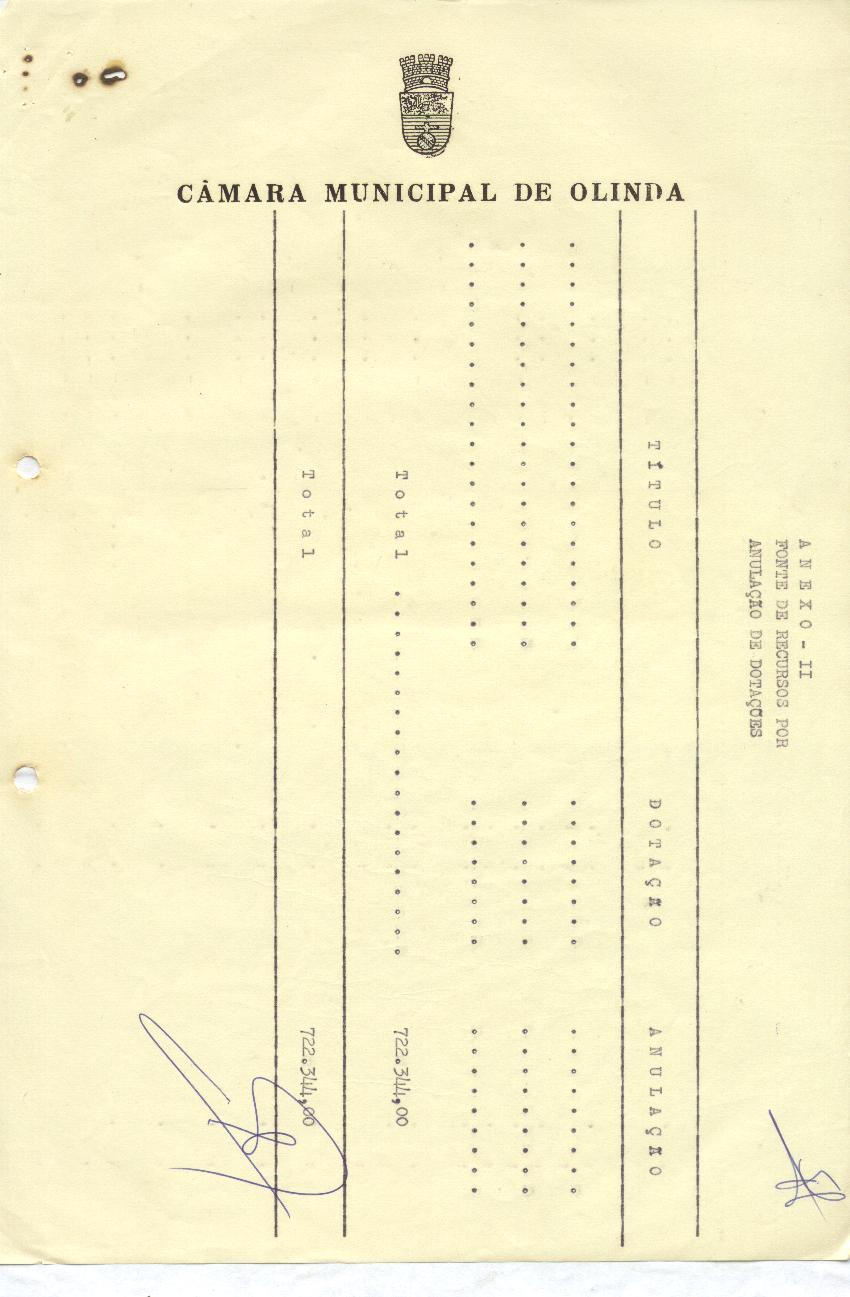 CÂMARA MUNICIPAL DE OLINDA
A N E X O - II
FONTE DE RECURSOS POR
ANULAÇÃO DE DOTAÇÕES
T Í T U L O D O T A Ç Ã O A N U L A Ç Ã O
. . . . . . . . . . . . . . . . . . . . . . . . . . . . . . . . . . . . . .
. . . . . . . . . . . . . . . . . . . . . . . . . . . . . . . . . . . . . .
. . . . . . . . . . . . . . . . . . . . . . . . . . . . . . . . . . . . . .
T o t a l . . . . . . . . . . . . . . . . . . . 722.344,00
T o t a l 722.344,00